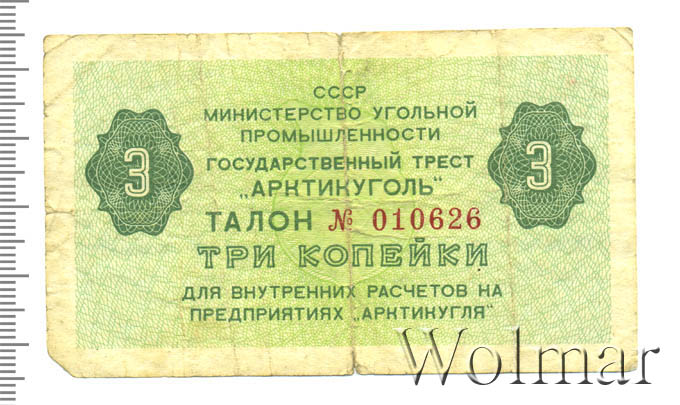 СССР
МИНИСТЕРСТВО УГОЛЬНОЙ
ПРОМЫШЛЕННОСТИ
ГОСУДАРСТВЕННЫЙ ТРЕСТ
„АРКТИКУГОЛЬ"
3 3
ТАЛОН № 010626
ТРИ КОПЕЙКИ
ДЛЯ ВНУТРЕННИХ РАСЧЕТОВ НА
ПРЕДПРИЯТИЯХ „АРКТИКУГЛЯ"
Wolmar